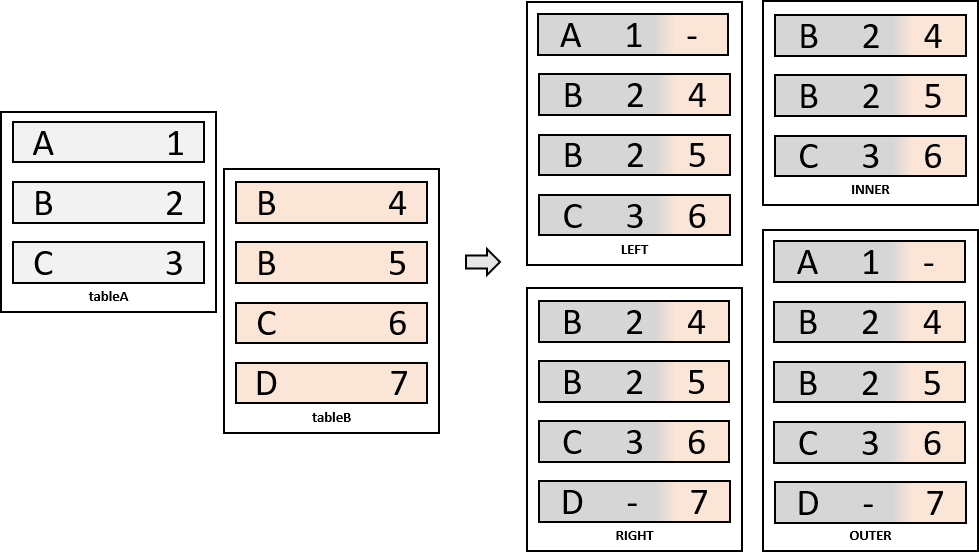 A 1
B 2
C 3
tableA
B 4
B 5
C 6
D 7
tableB
A 1 -
B 2 4
B 2 5
C 3 6
LEFT
B 2 4
B 2 5
C 3 6
INNER
B 2 4
B 2 5
C 3 6
D - 7
RIGHT
A 1 -
B 2 4
B 2 5
C 3 6
D - 7
OUTER